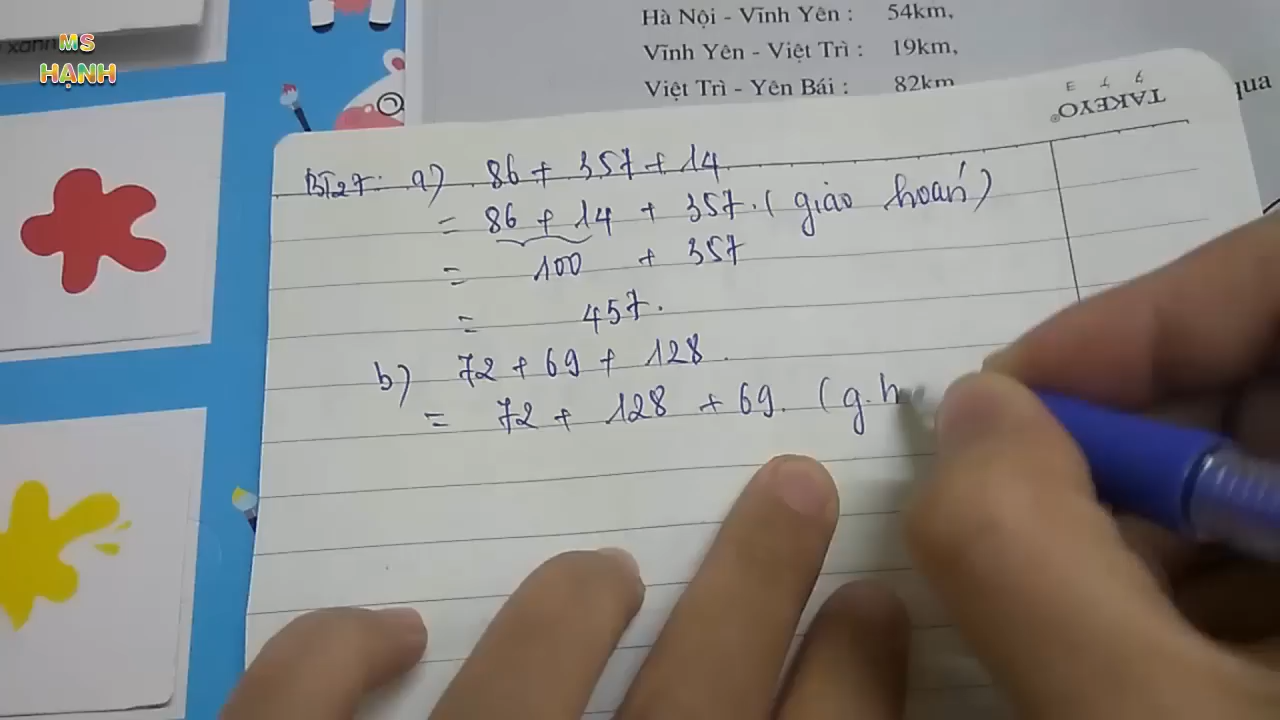 MS
HẠNH
Hà Nội - Vĩnh Yên : 54km,
Vĩnh Yên - Việt Trì : 19km,
Việt Trì - Yên Bái : 82km
qua
TAKEYO®
BT27: a) 86 + 357 + 14
= 86 + 14 + 357. (giao hoán)
= 100 + 357
= 457.
b) 72 + 69 + 128.
= 72 + 128 + 69. (g.h